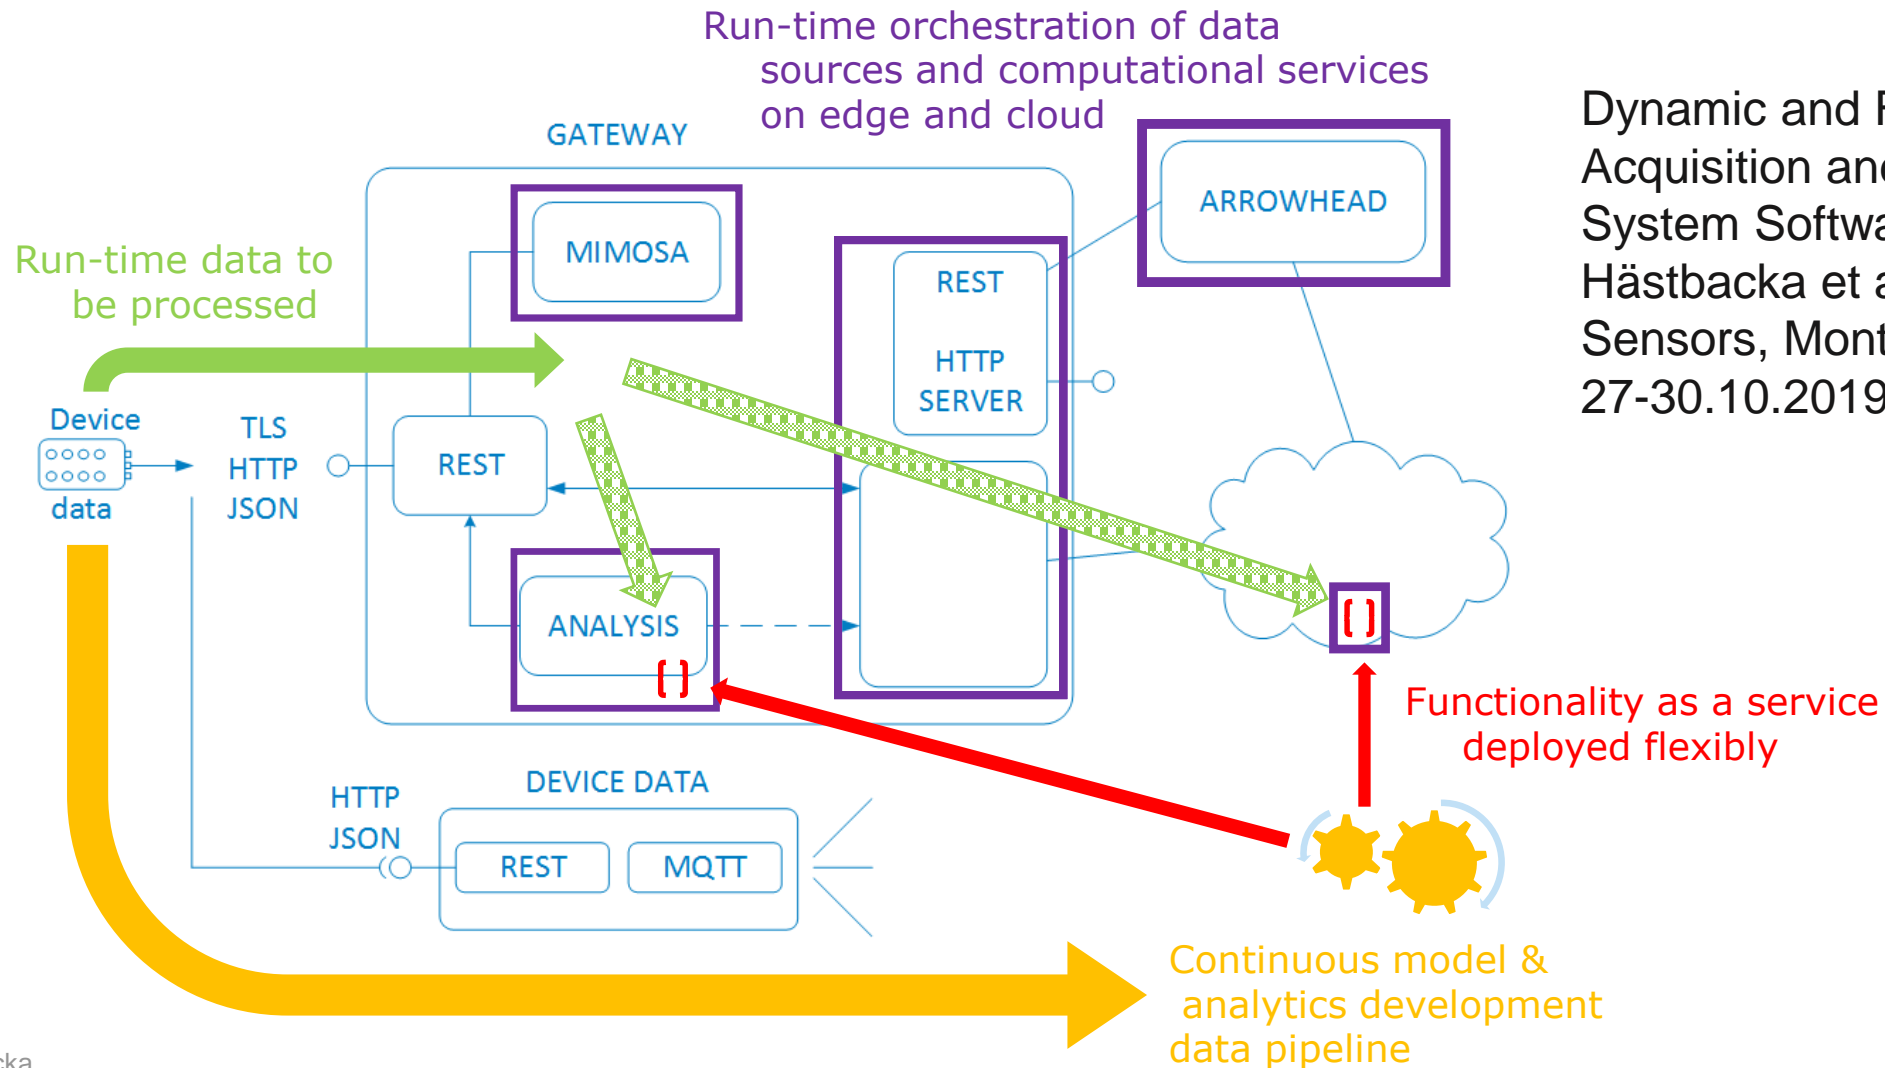 Run-time orchestration of data
sources and computational services
on edge and cloud
Dynamic and
Acquisition and
System Softwa
Hästbacka et a
Sensors, Mont
27-30.10.2019
GATEWAY
ARROWHEAD
MIMOSA
Run-time data to
be processed
REST
HTTP
SERVER
Device
data
TLS
HTTP
JSON
REST
ANALYSIS
[ ]
[ ]
Functionality as a service
deployed flexibly
DEVICE DATA
HTTP
JSON
REST
MQTT
Continuous model &
analytics development
data pipeline
cka